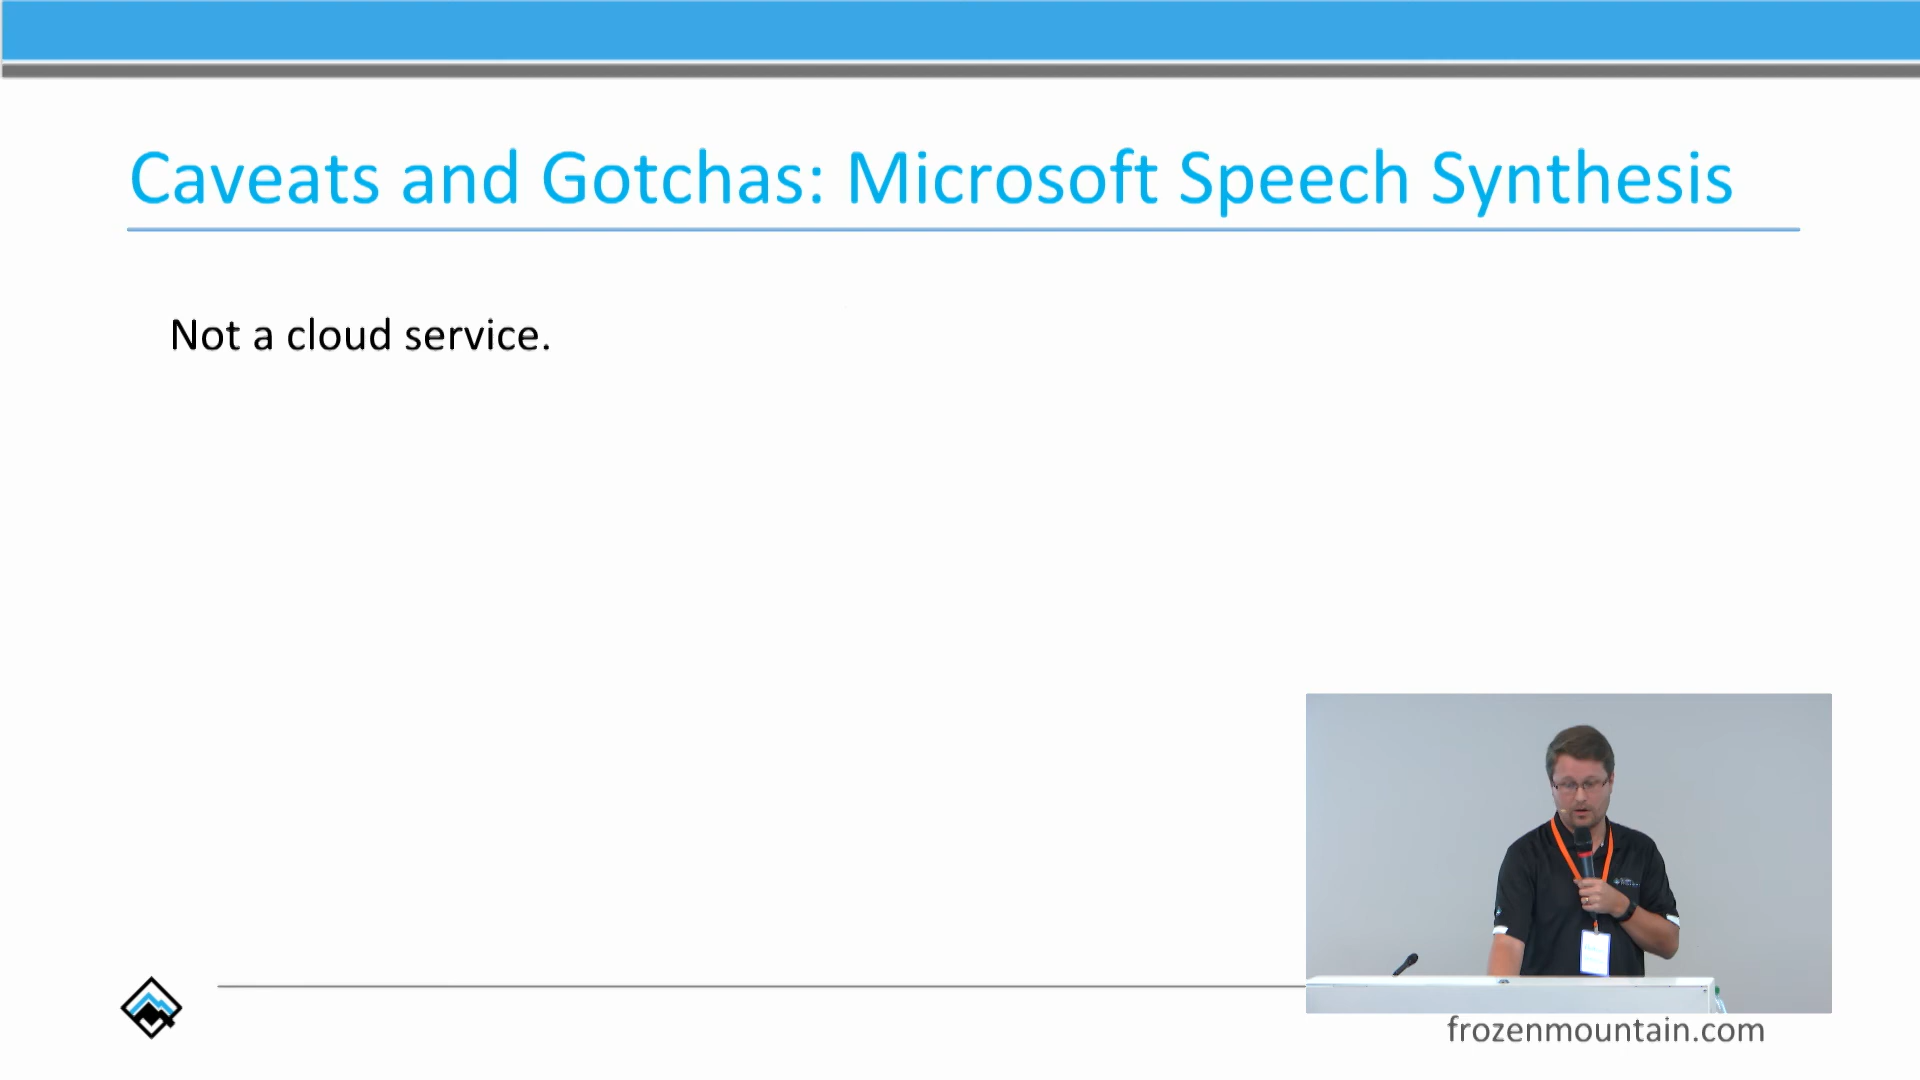 Caveats and Gotchas: Microsoft Speech Synthesis
Not a cloud service.
frozenmountain.com